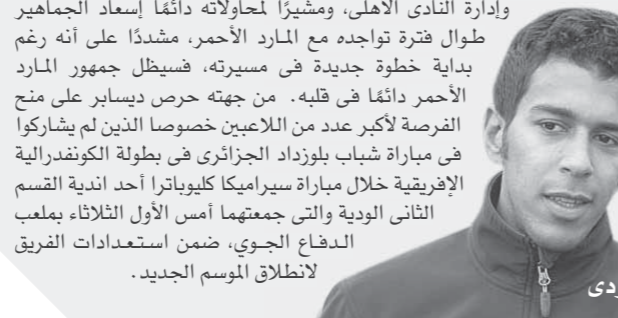 وإدارة النادى الأهلى، ومشيرًا لمحاولاته دائمًا إسعاد الجماهير
طوال فترة تواجده مع المارد الأحمر، مشددًا على أنه رغم
بداية خطوة جديدة فى مسيرته، فسيظل جمهور المارد
الأحمر دائمًا فى قلبه. من جهته حرص ديسابر على منح
الفرصة لأكبر عدد من اللاعبين خصوصا الذين لم يشاركوا
فى مباراة شباب بلوزداد الجزائرى فى بطولة الكونفدرالية
الإفريقية خلال مباراة سيراميكا كليوباترا أحد اندية القسم
الثانى الودية والتى جمعتهما أمس الأول الثلاثاء بملعب
الدفاع الجوي، ضمن استعدادات الفريق
لانطلاق الموسم الجديد.